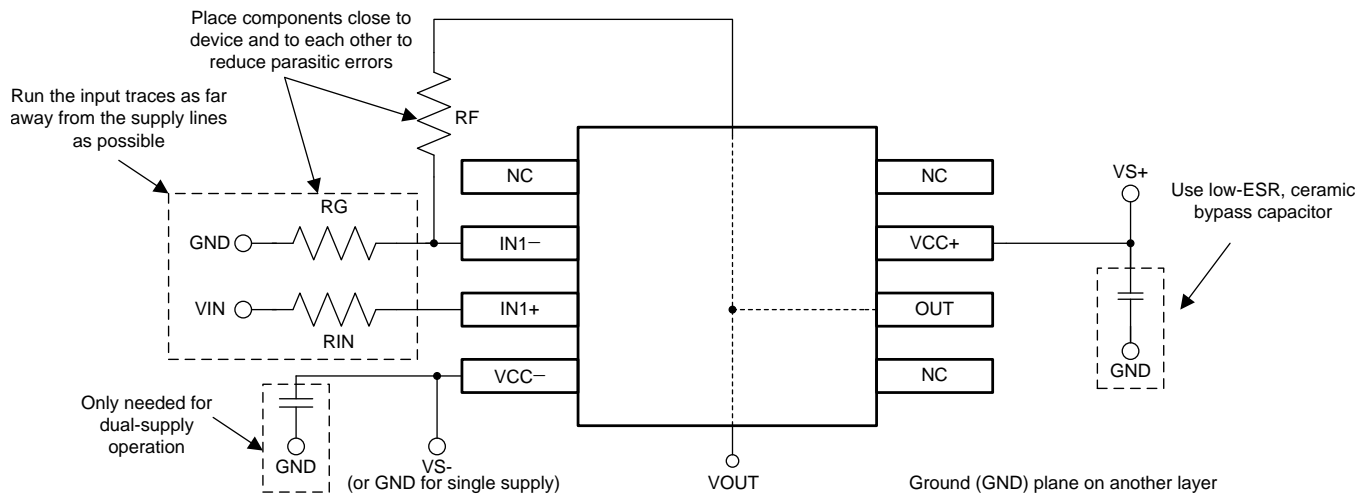 Place components close to
device and to each other to
reduce parasitic errors
Run the input traces as far
away from the supply lines
as possible
RF
NC
NC
VS+
Use low-ESR, ceramic
bypass capacitor
RG
GND
IN1−
VCC+
VIN
IN1+
OUT
RIN
VCC−
NC
GND
Only needed for
dual-supply
operation
GND
VS-
(or GND for single supply)
VOUT
Ground (GND) plane on another layer